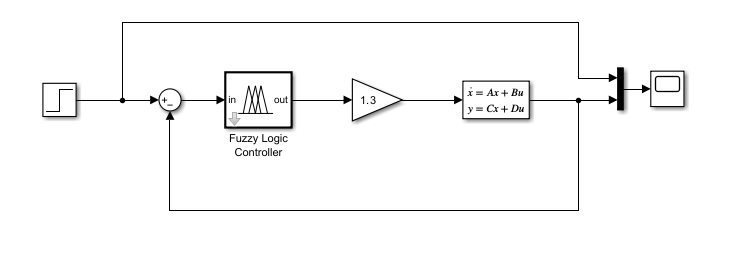 +
_
in
out
Fuzzy Logic
Controller
1.3
ẋ = Ax + Bu
y = Cx + Du